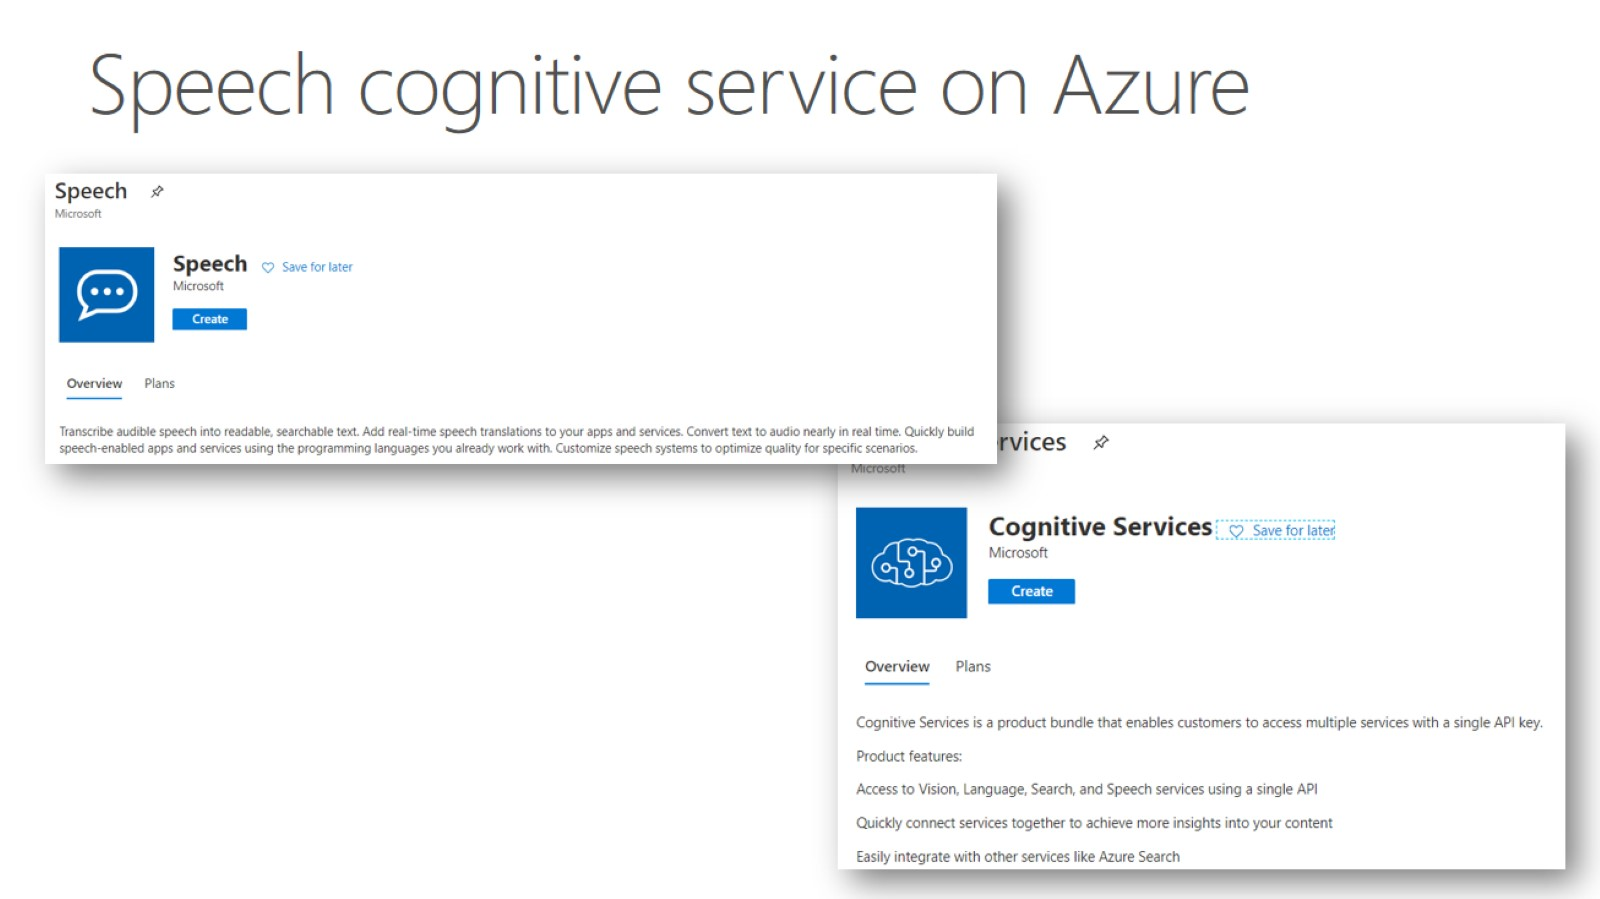 Speech cognitive service on Azure
Speech
Microsoft
Speech
Save for later
Microsoft
Create
Overview
Plans
Transcribe audible speech into readable, searchable text. Add real-time speech translations to your apps and services. Convert text to audio nearly in real time. Quickly build
speech-enabled apps and services using the programming languages you already work with. Customize speech systems to optimize quality for specific scenarios.
rvices
Microsoft
Cognitive Services
Save for later
Microsoft
Create
Overview
Plans
Cognitive Services is a product bundle that enables customers to access multiple services with a single API key.
Product features:
Access to Vision, Language, Search, and Speech services using a single API
Quickly connect services together to achieve more insights into your content
Easily integrate with other services like Azure Search